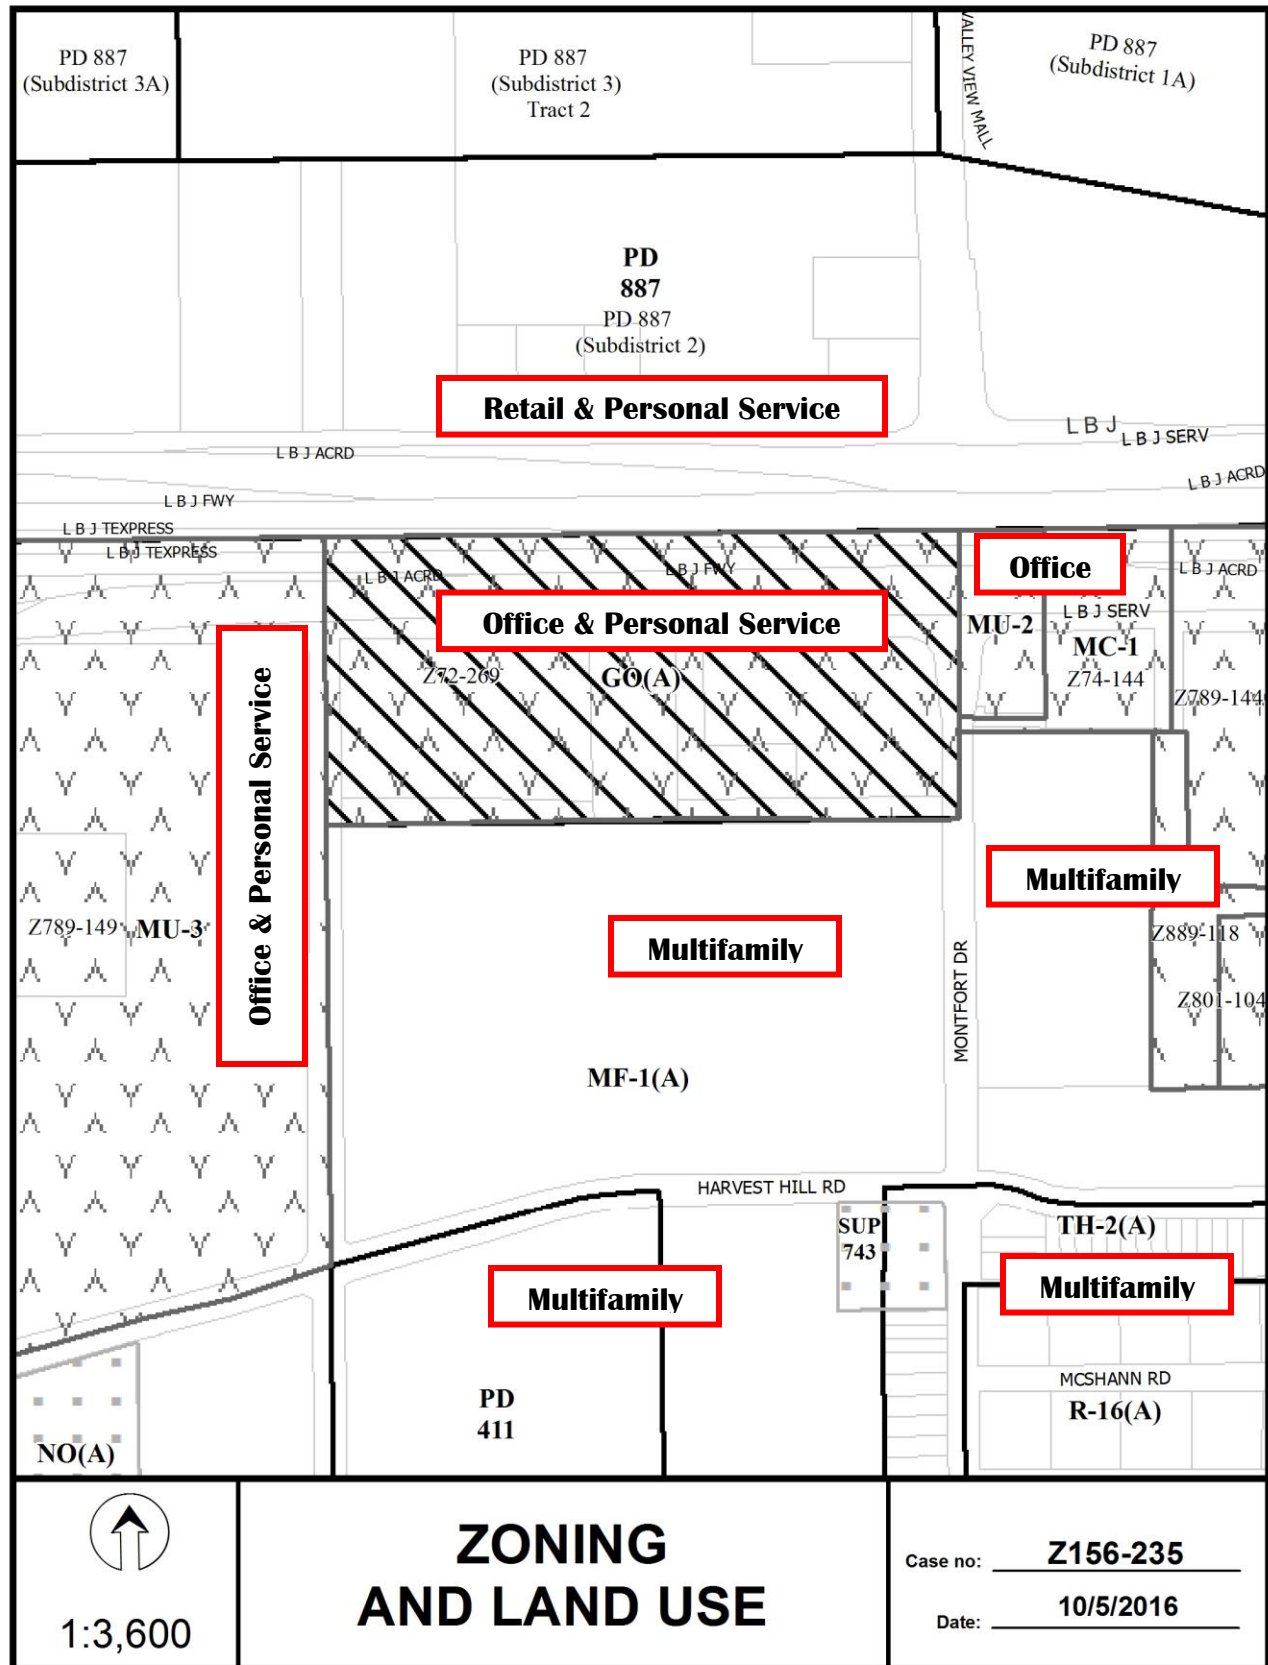 PD 887
(Subdistrict 3A)
PD 887
(Subdistrict 3)
Tract 2
VALLEY VIEW MALL
PD 887
(Subdistrict 1A)
PD
887
PD 887
(Subdistrict 2)
Retail & Personal Service
L B J
L B J SERV
L B J ACRD
L B J ACRD
L B J FWY
L B J TEXPRESS
L B J TEXPRESS
L B J ACRD
L B J FWY
Office
L B J ACRD
Office & Personal Service
L B J SERV
MU-2
MC-1
Z74-144
Z72-269
GO(A)
Z789-144
Office & Personal Service
Multifamily
Z789-149
MU-3
Multifamily
Z889-118
Z801-104
MONTFORT DR
MF-1(A)
HARVEST HILL RD
SUP
743
TH-2(A)
Multifamily
Multifamily
MCSHANN RD
PD
411
R-16(A)
NO(A)
1:3,600
ZONING
AND LAND USE
Case no: Z156-235
Date: 10/5/2016